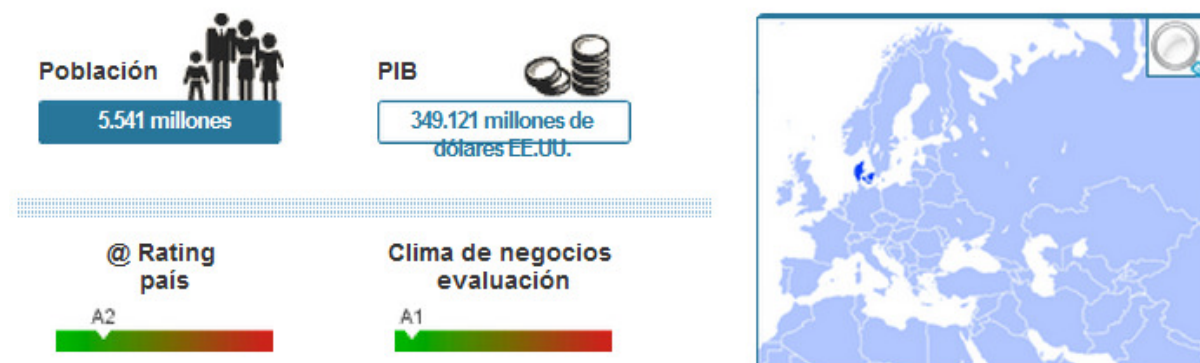 Población
5.541 millones
PIB
349.121 millones de
dólares EE.UU.
@ Rating
país
A2
Clima de negocios
evaluación
A1